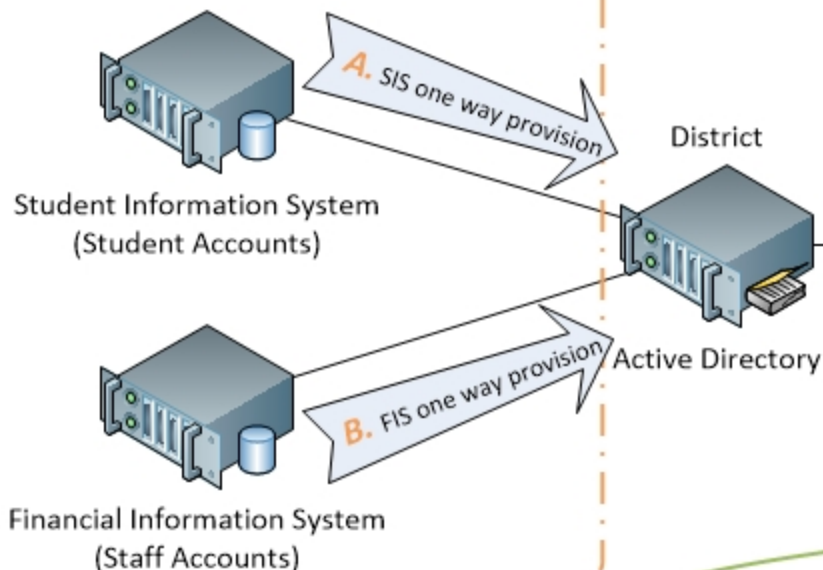 A. SIS one way provision
District
Student Information System
(Student Accounts)
B. FIS one way provision
Active Directory
Financial Information System
(Staff Accounts)